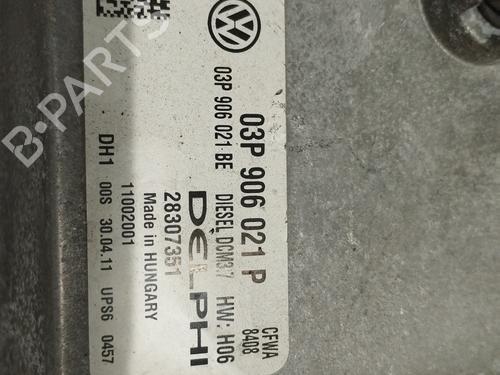 03P 906 021 P
CFWA
8408
03P 906 021 BE
DIESEL DCM3.7 HW: H06
DELPHI
28307351
Made in HUNGARY
11002001
DH1 00S 30.04.11 UPS6 0457
B-PARTS